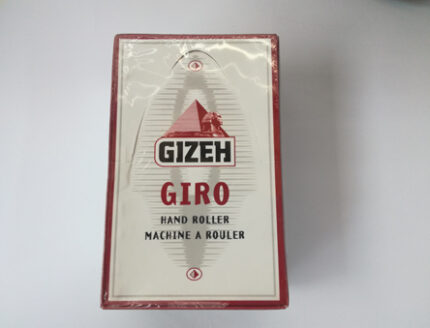 GIZEH
GIRO
HAND ROLLER
MACHINE A ROULER